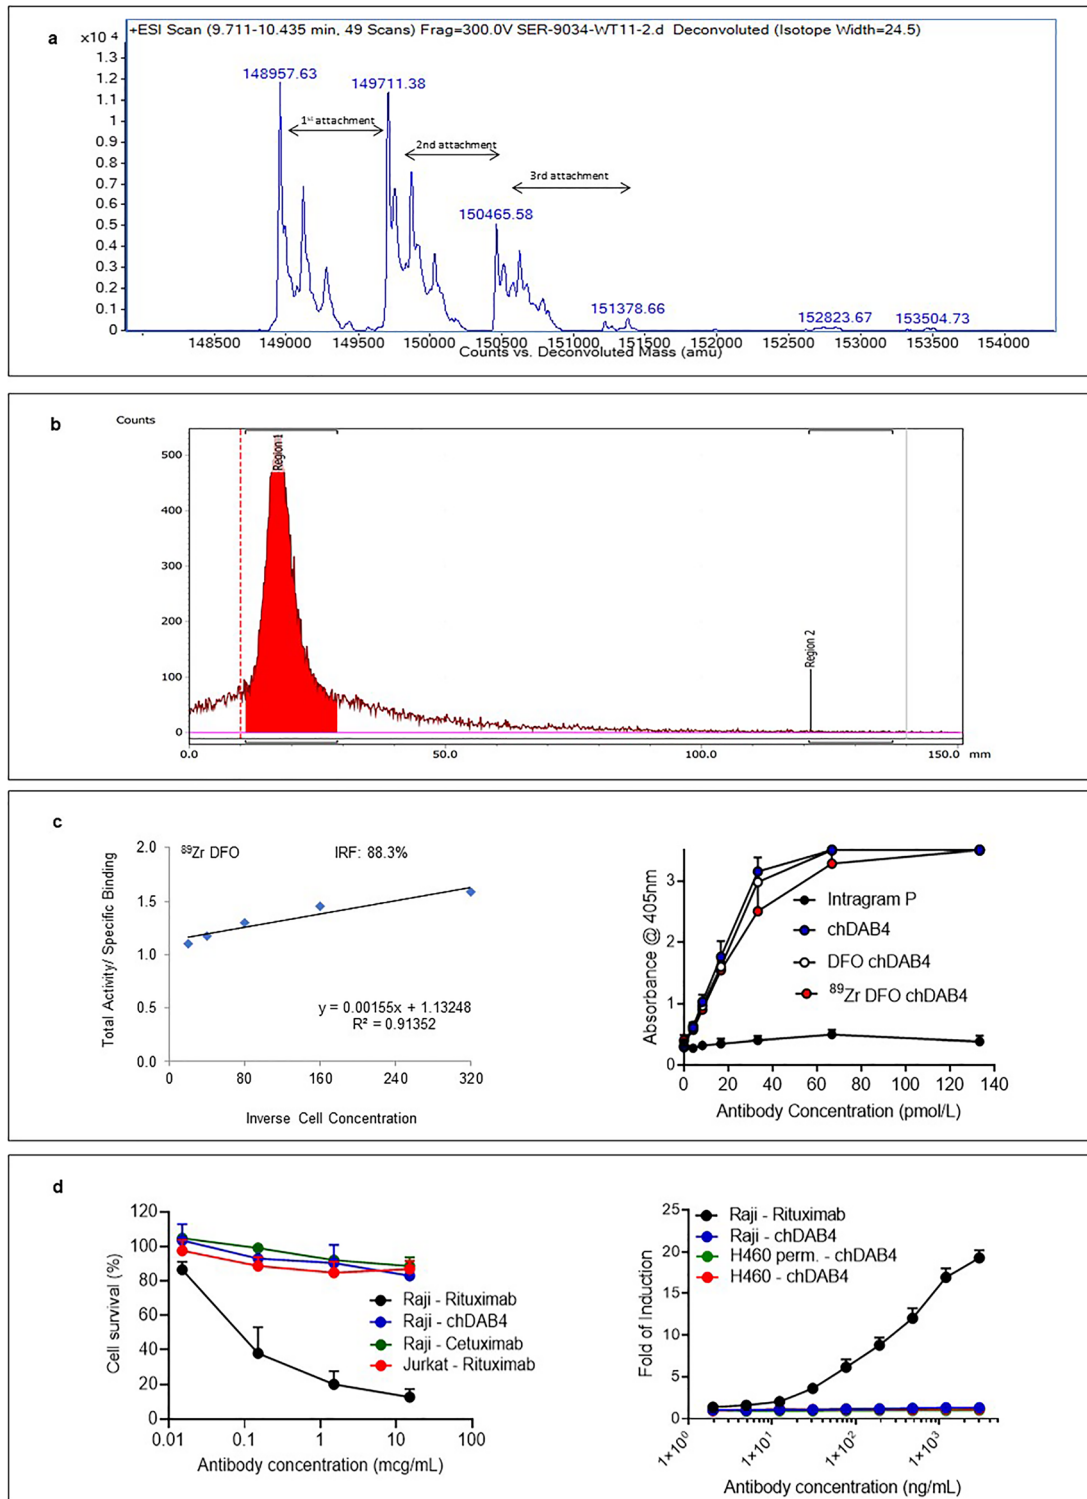 a
+ESI Scan (9.711-10.435 min, 49 Scans) Frag=300.0V SER-9034-WT11-2.d Deconvoluted (Isotope Width=24.5)
x10 4
1.3
1.2
1.1
1
0.9
0.8
0.7
0.6
0.5
0.4
0.3
0.2
0.1
0
148957.63
149711.38
1st attachment
2nd attachment
3rd attachment
150465.58
151378.66
152823.67
153504.73
148500 149000 149500 150000 150500 151000 151500 152000 152500 153000 153500 154000
Counts vs. Deconvoluted Mass (amu)
b
Counts
500
400
300
200
100
0
Region 1
Region 2
0.0 50.0 100.0 150.0 mm
c
⁸⁹Zr DFO IRF: 88.3%
Total Activity/ Specific Binding
2.0
1.5
1.0
0.5
0.0
y = 0.00155x + 1.13248
R² = 0.91352
0 80 160 240 320
Inverse Cell Concentration
Absorbance @ 405nm
3
2
1
0
Intragram P
chDAB4
DFO chDAB4
⁸⁹Zr DFO chDAB4
0 20 40 60 80 100 120 140
Antibody Concentration (pmol/L)
d
Cell survival (%)
120
100
80
60
40
20
0
Raji - Rituximab
Raji - chDAB4
Raji - Cetuximab
Jurkat - Rituximab
0.01 0.1 1 10 100
Antibody concentration (mcg/mL)
Fold of Induction
25
20
15
10
5
0
Raji - Rituximab
Raji - chDAB4
H460 perm. - chDAB4
H460 - chDAB4
1×10⁰ 1×10¹ 1×10² 1×10³
Antibody concentration (ng/mL)